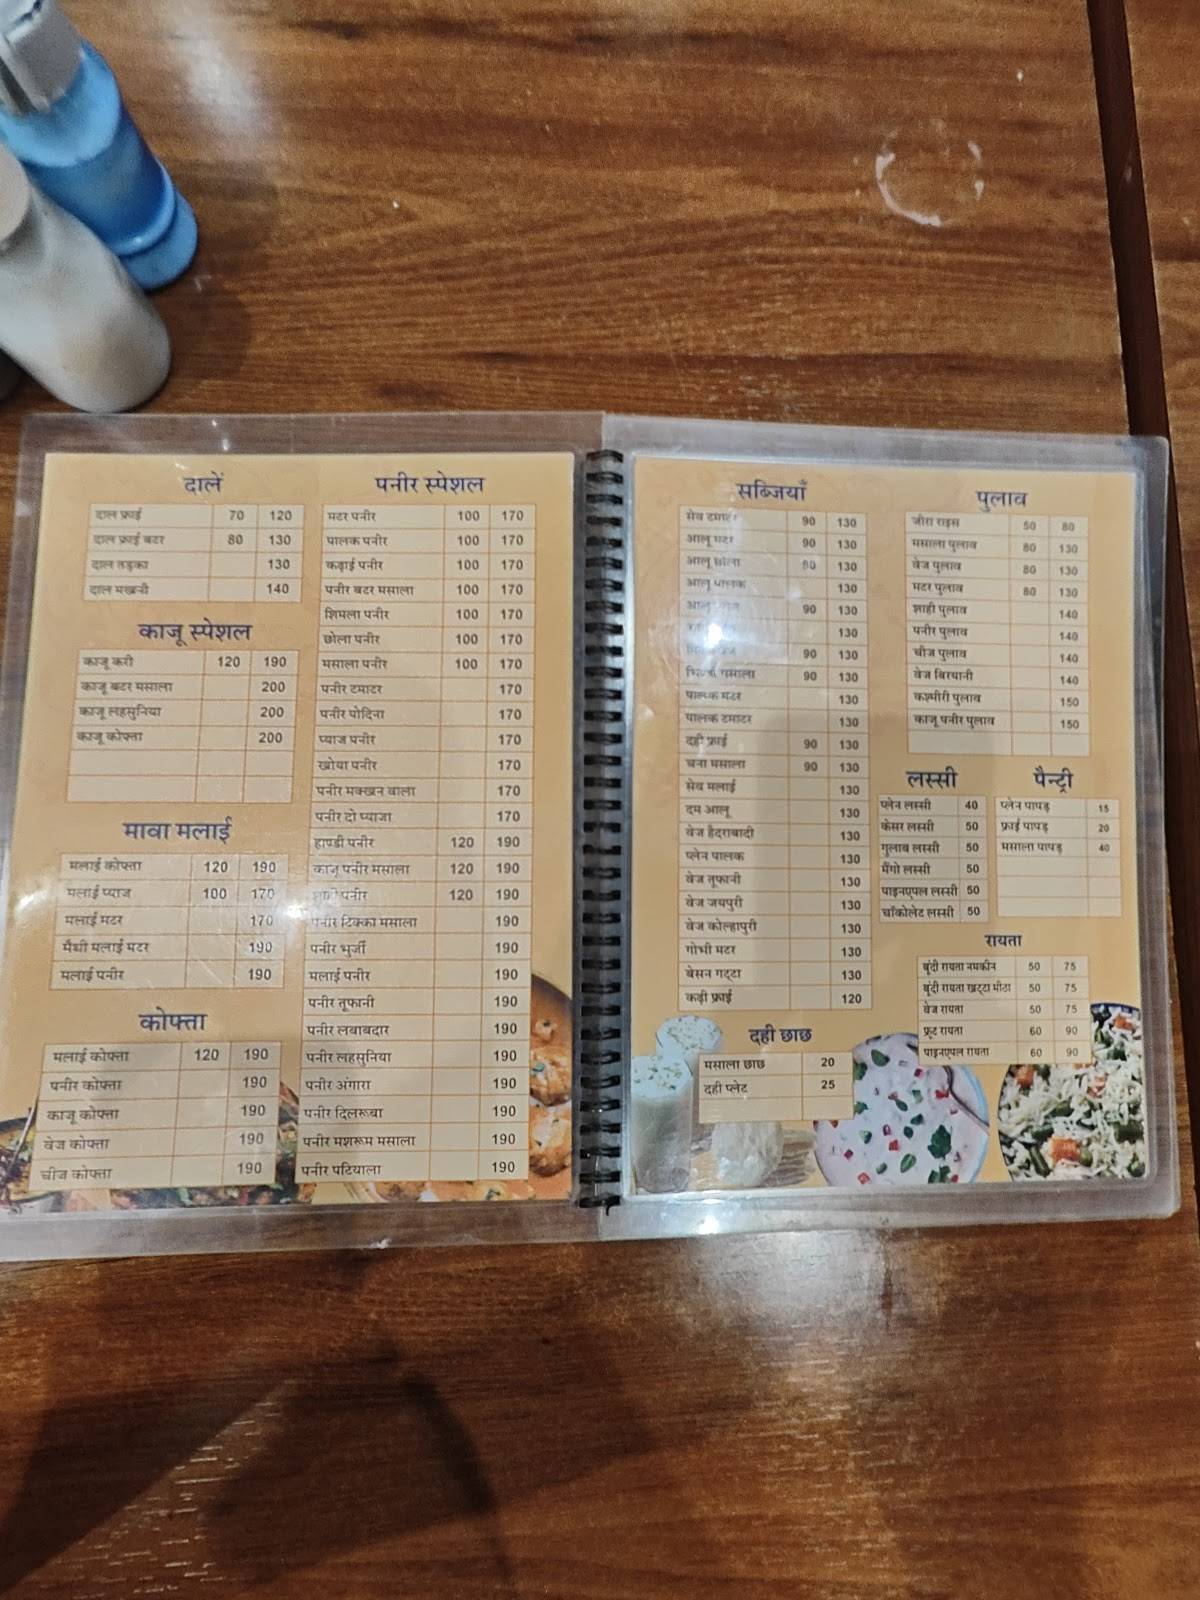 दालें
दाल फ्राई 70 120
दाल फ्राई बटर 80 130
दाल तड़का 130
दाल मखनी 140
काजू स्पेशल
काजू करी 120 190
काजू बटर मसाला 200
काजू लहसुनिया 200
काजू कोफ्ता 200
मावा मलाई
मलाई कोफ्ता 120 190
मलाई प्याज 100 170
मलाई मटर 170
मैथी मलाई मटर 190
मलाई पनीर 190
कोफ्ता
मलाई कोफ्ता 120 190
पनीर कोफ्ता 190
काजू कोफ्ता 190
वेज कोफ्ता 190
चीज कोफ्ता 190
पनीर स्पेशल
मटर पनीर 100 170
पालक पनीर 100 170
कढ़ाई पनीर 100 170
पनीर बटर मसाला 100 170
शिमला पनीर 100 170
छोला पनीर 100 170
मसाला पनीर 100 170
पनीर टमाटर 170
पनीर पोदिना 170
प्याज पनीर 170
खोया पनीर 170
पनीर मक्खन वाला 170
पनीर दो प्याजा 170
हाण्डी पनीर 120 190
काजू पनीर मसाला 120 190
पनीर 120 190
पनीर टिक्का मसाला 190
पनीर भुर्जी 190
मलाई पनीर 190
पनीर तूफानी 190
पनीर लबाबदार 190
पनीर लहसुनिया 190
पनीर अंगारा 190
पनीर दिलरूबा 190
पनीर मशरूम मसाला 190
पनीर पटियाला 190
सब्जियाँ
सेव टमाटर 90 130
आलू मटर 90 130
आलू छोला 80 130
आलू पालक 130
आलू 90 130
130
90 130
मसाला 90 130
पालक मटर 130
पालक टमाटर 130
दही फ्राई 90 130
चना मसाला 90 130
सेव मलाई 130
दम आलू 130
वेज हैदराबादी 130
प्लेन पालक 130
वेज तूफानी 130
वेज जयपुरी 130
वेज कोल्हापुरी 130
गोभी मटर 130
बेसन गट्टा 130
कढ़ी फ्राई 120
दही छाछ
मसाला छाछ 20
दही प्लेट 25
पुलाव
जीरा राइस 50 80
मसाला पुलाव 80 130
वेज पुलाव 80 130
मटर पुलाव 80 130
शाही पुलाव 140
पनीर पुलाव 140
चीज पुलाव 140
वेज बिरयानी 140
कश्मीरी पुलाव 150
काजू पनीर पुलाव 150
लस्सी
प्लेन लस्सी 40
केसर लस्सी 50
गुलाब लस्सी 50
मैंगो लस्सी 50
पाइनएपल लस्सी 50
चॉकोलेट लस्सी 50
पैन्ट्री
प्लेन पापड़ 15
फ्राई पापड़ 20
मसाला पापड़ 40
रायता
बूंदी रायता नमकीन 50 75
बूंदी रायता खट्टा मीठा 50 75
वेज रायता 50 75
फ्रूट रायता 60 90
पाइनएपल रायता 60 90